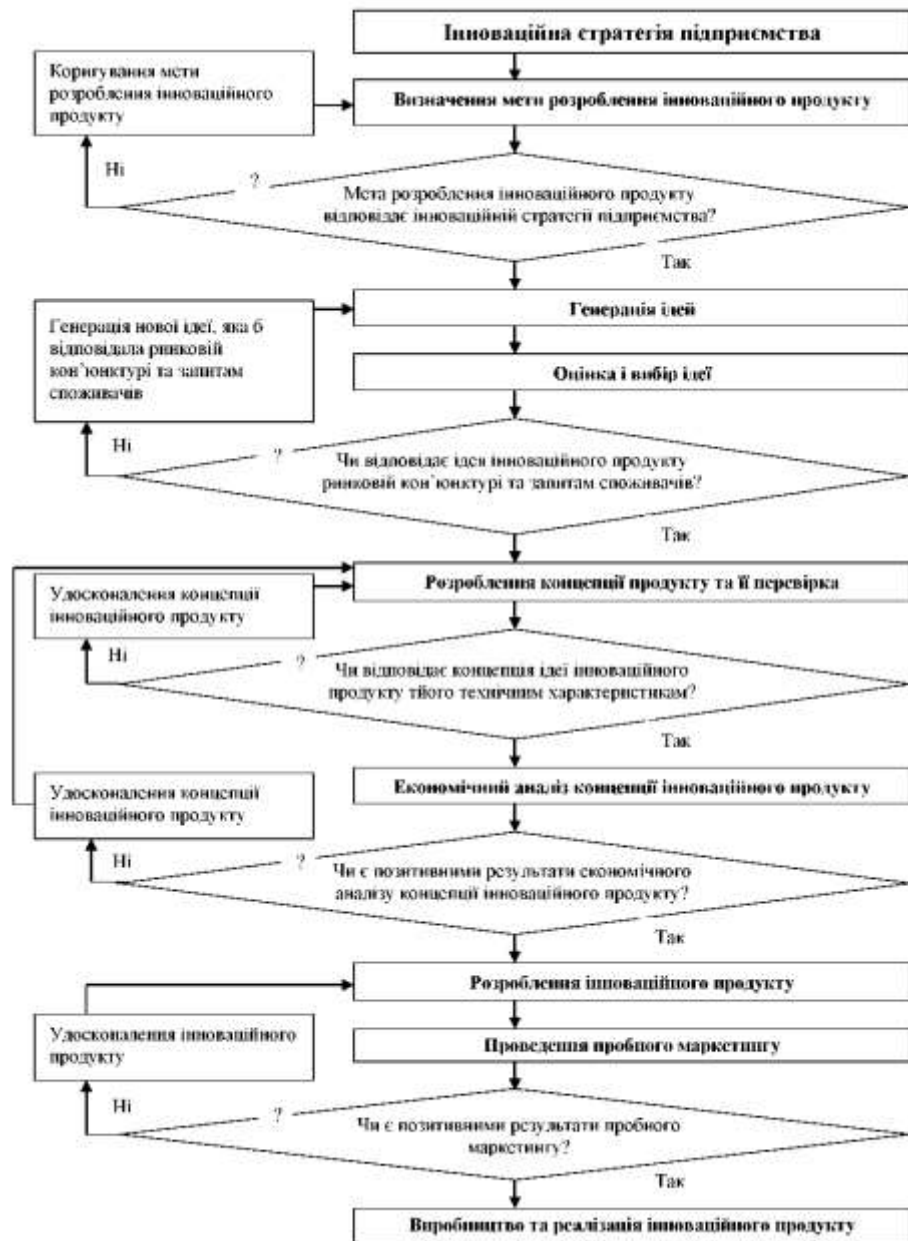 Інноваційна стратегія підприємства
Коригування мети
розроблення інноваційного
продукту
Визначення мети розроблення інноваційного продукту
Ні
?
Мета розроблення інноваційного продукту
відповідає інноваційній стратегії підприємства?
Так
Генерація нової ідеї, яка б
відповідала ринковій
кон’юнктурі та запитам
споживачів
Генерація ідей
Оцінка і вибір ідеї
Ні
?
Чи відповідає ідея інноваційного продукту
ринковій кон’юнктурі та запитам споживачів?
Так
Розроблення концепції продукту та її перевірка
Удосконалення концепції
інноваційного продукту
Ні
?
Чи відповідає концепція ідеї інноваційного
продукту тййого технічним характеристикам?
Так
Економічний аналіз концепції інноваційного продукту
Удосконалення концепції
інноваційного продукту
Ні
?
Чи є позитивними результати економічного
аналізу концепції інноваційного продукту?
Так
Розроблення інноваційного продукту
Удосконалення інноваційного
продукту
Проведення пробного маркетингу
Ні
?
Чи є позитивними результати пробного
маркетингу?
Так
Виробництво та реалізація інноваційного продукту